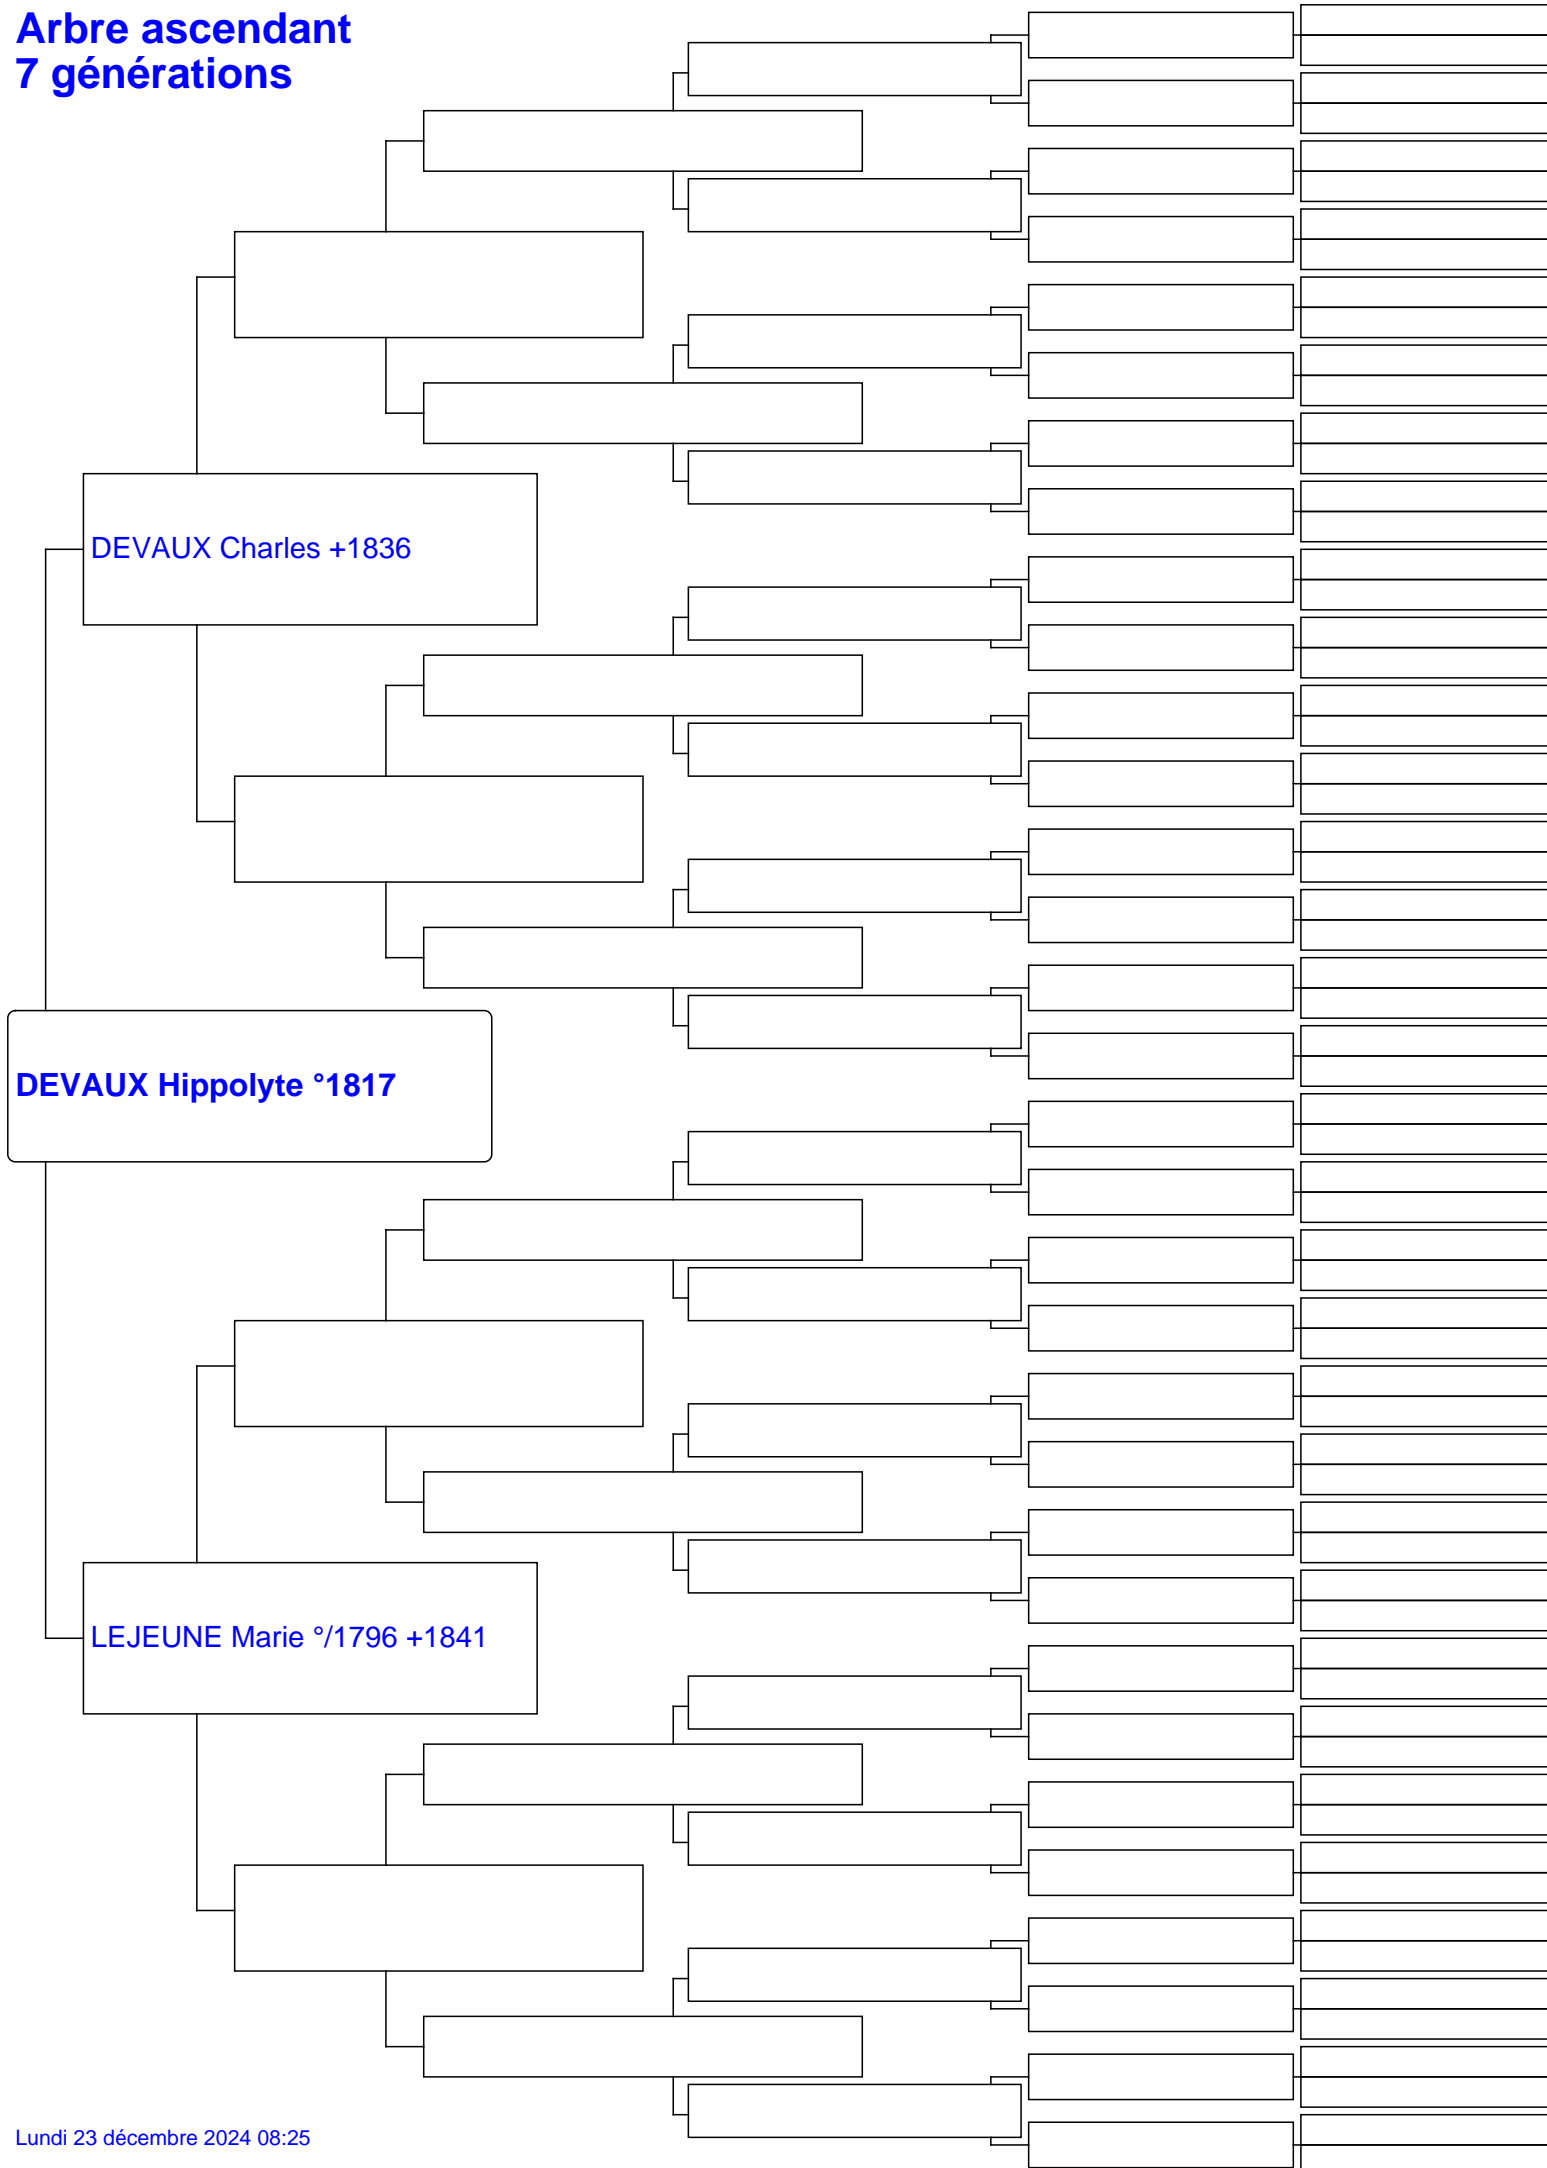 Arbre ascendant
7 générations
DEVAUX Charles +1836
DEVAUX Hippolyte °1817
LEJEUNE Marie °/1796 +1841
Lundi 23 décembre 2024 08:25